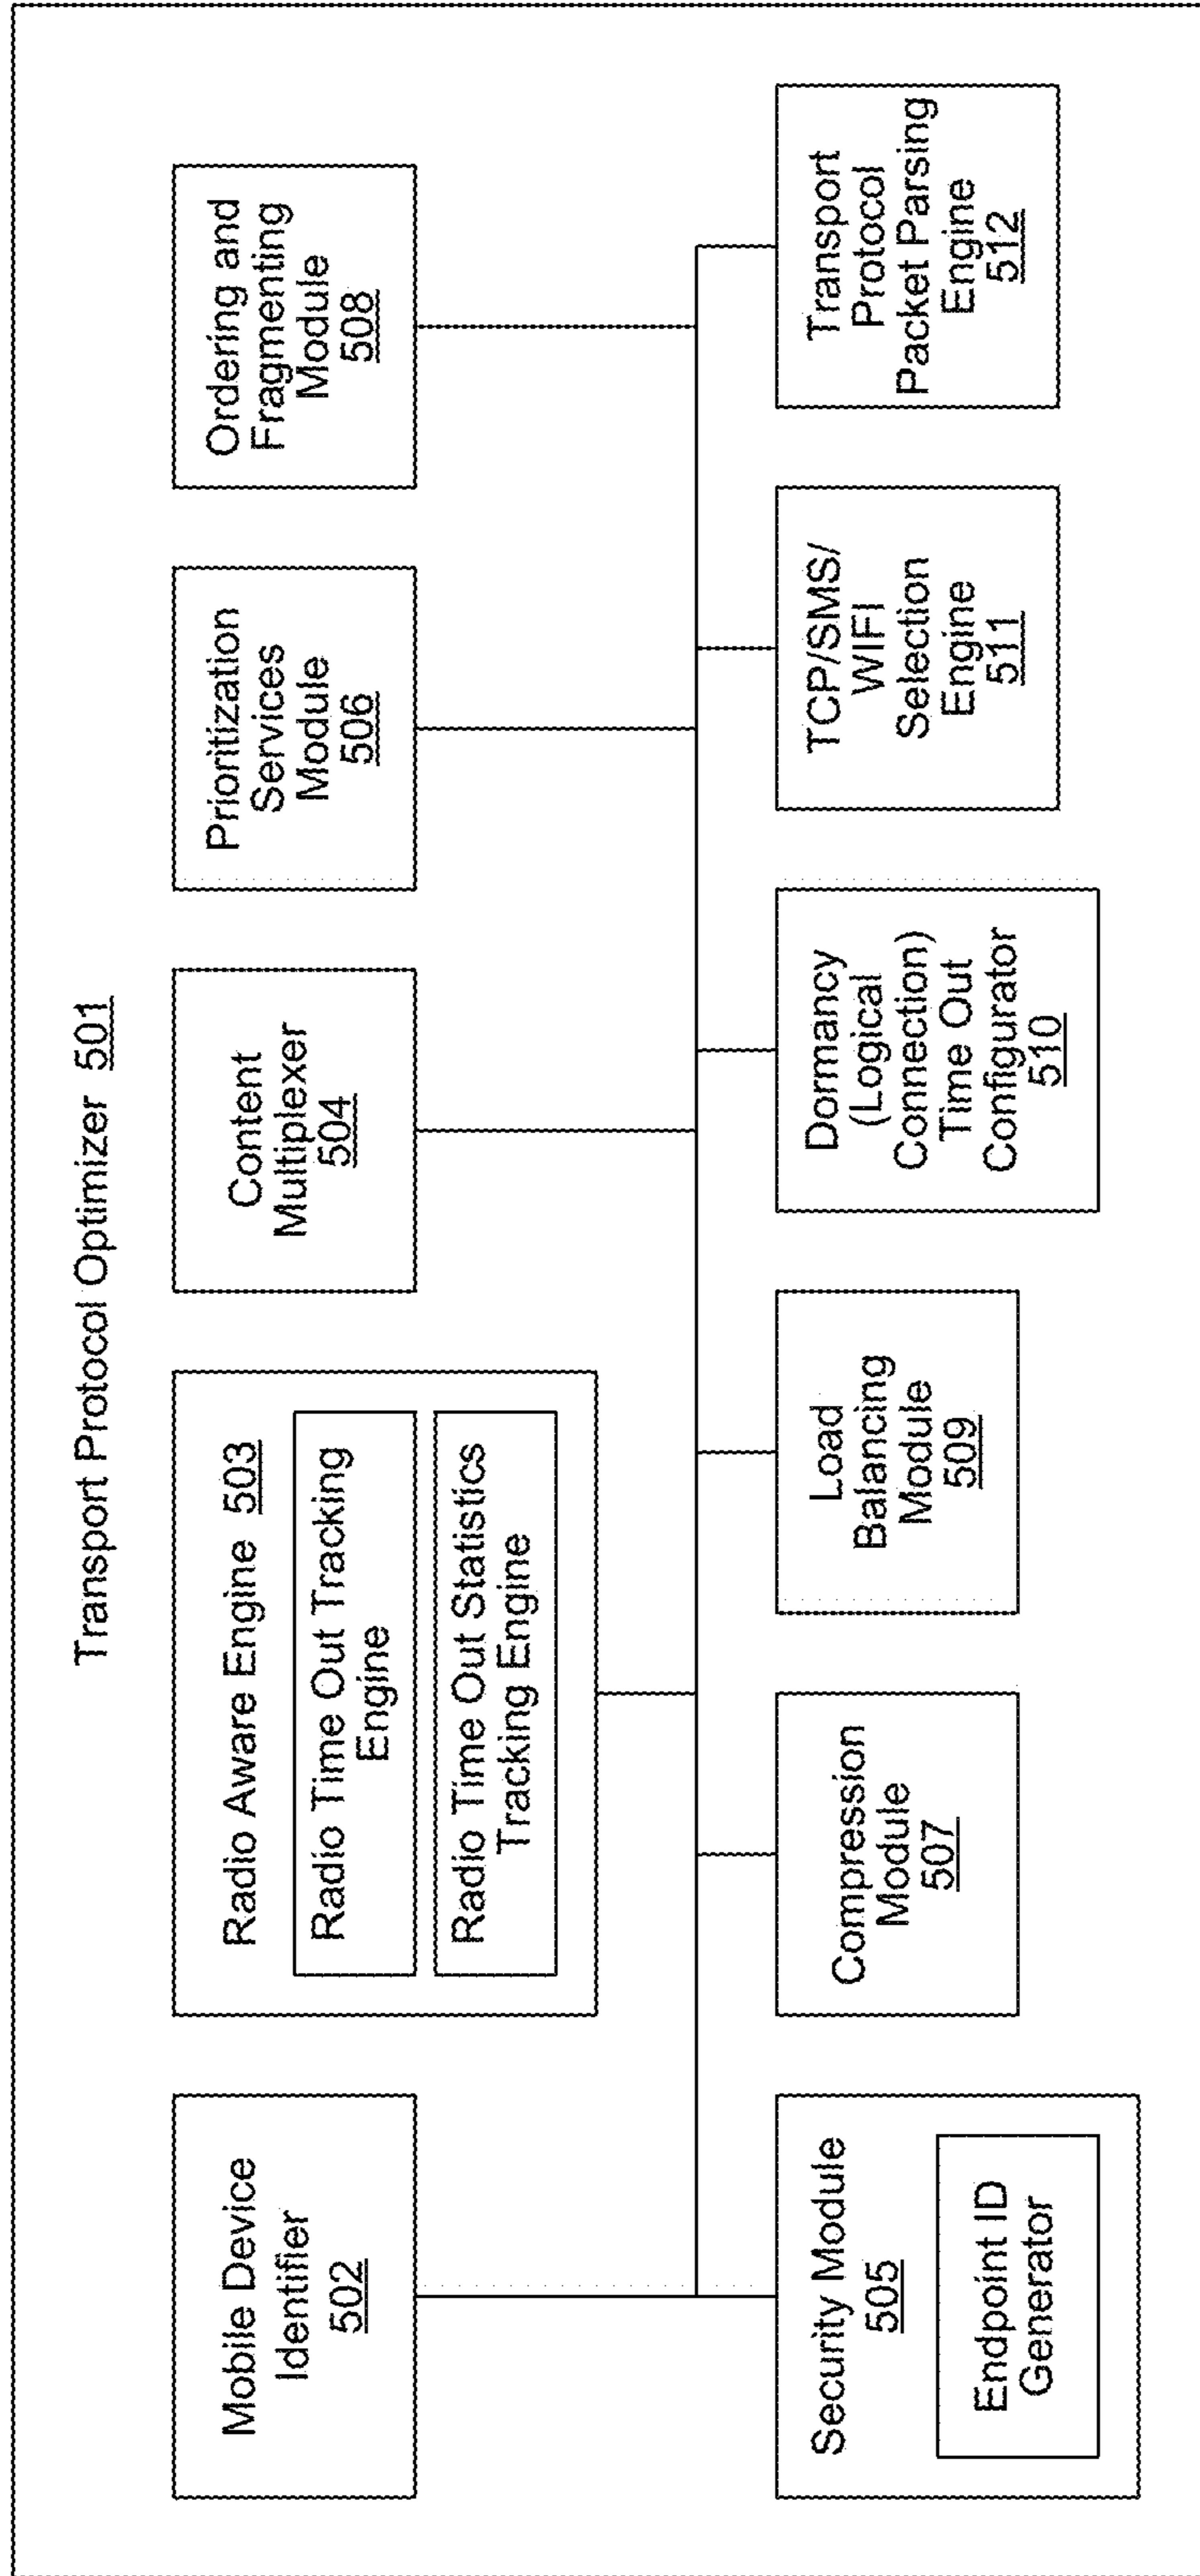 Transport Protocol Optimizer 501
Mobile Device
Identifier
502
Radio Aware Engine 503
Radio Time Out Tracking
Engine
Radio Time Out Statistics
Tracking Engine
Content
Multiplexer
504
Prioritization
Services
Module
506
Ordering and
Fragmenting
Module
508
Security Module
505
Endpoint ID
Generator
Compression
Module
507
Load
Balancing
Module
509
Dormancy
(Logical
Connection)
Time Out
Configurator
510
TCP/SMS/
WIFI
Selection
Engine
511
Transport
Protocol
Packet Parsing
Engine
512